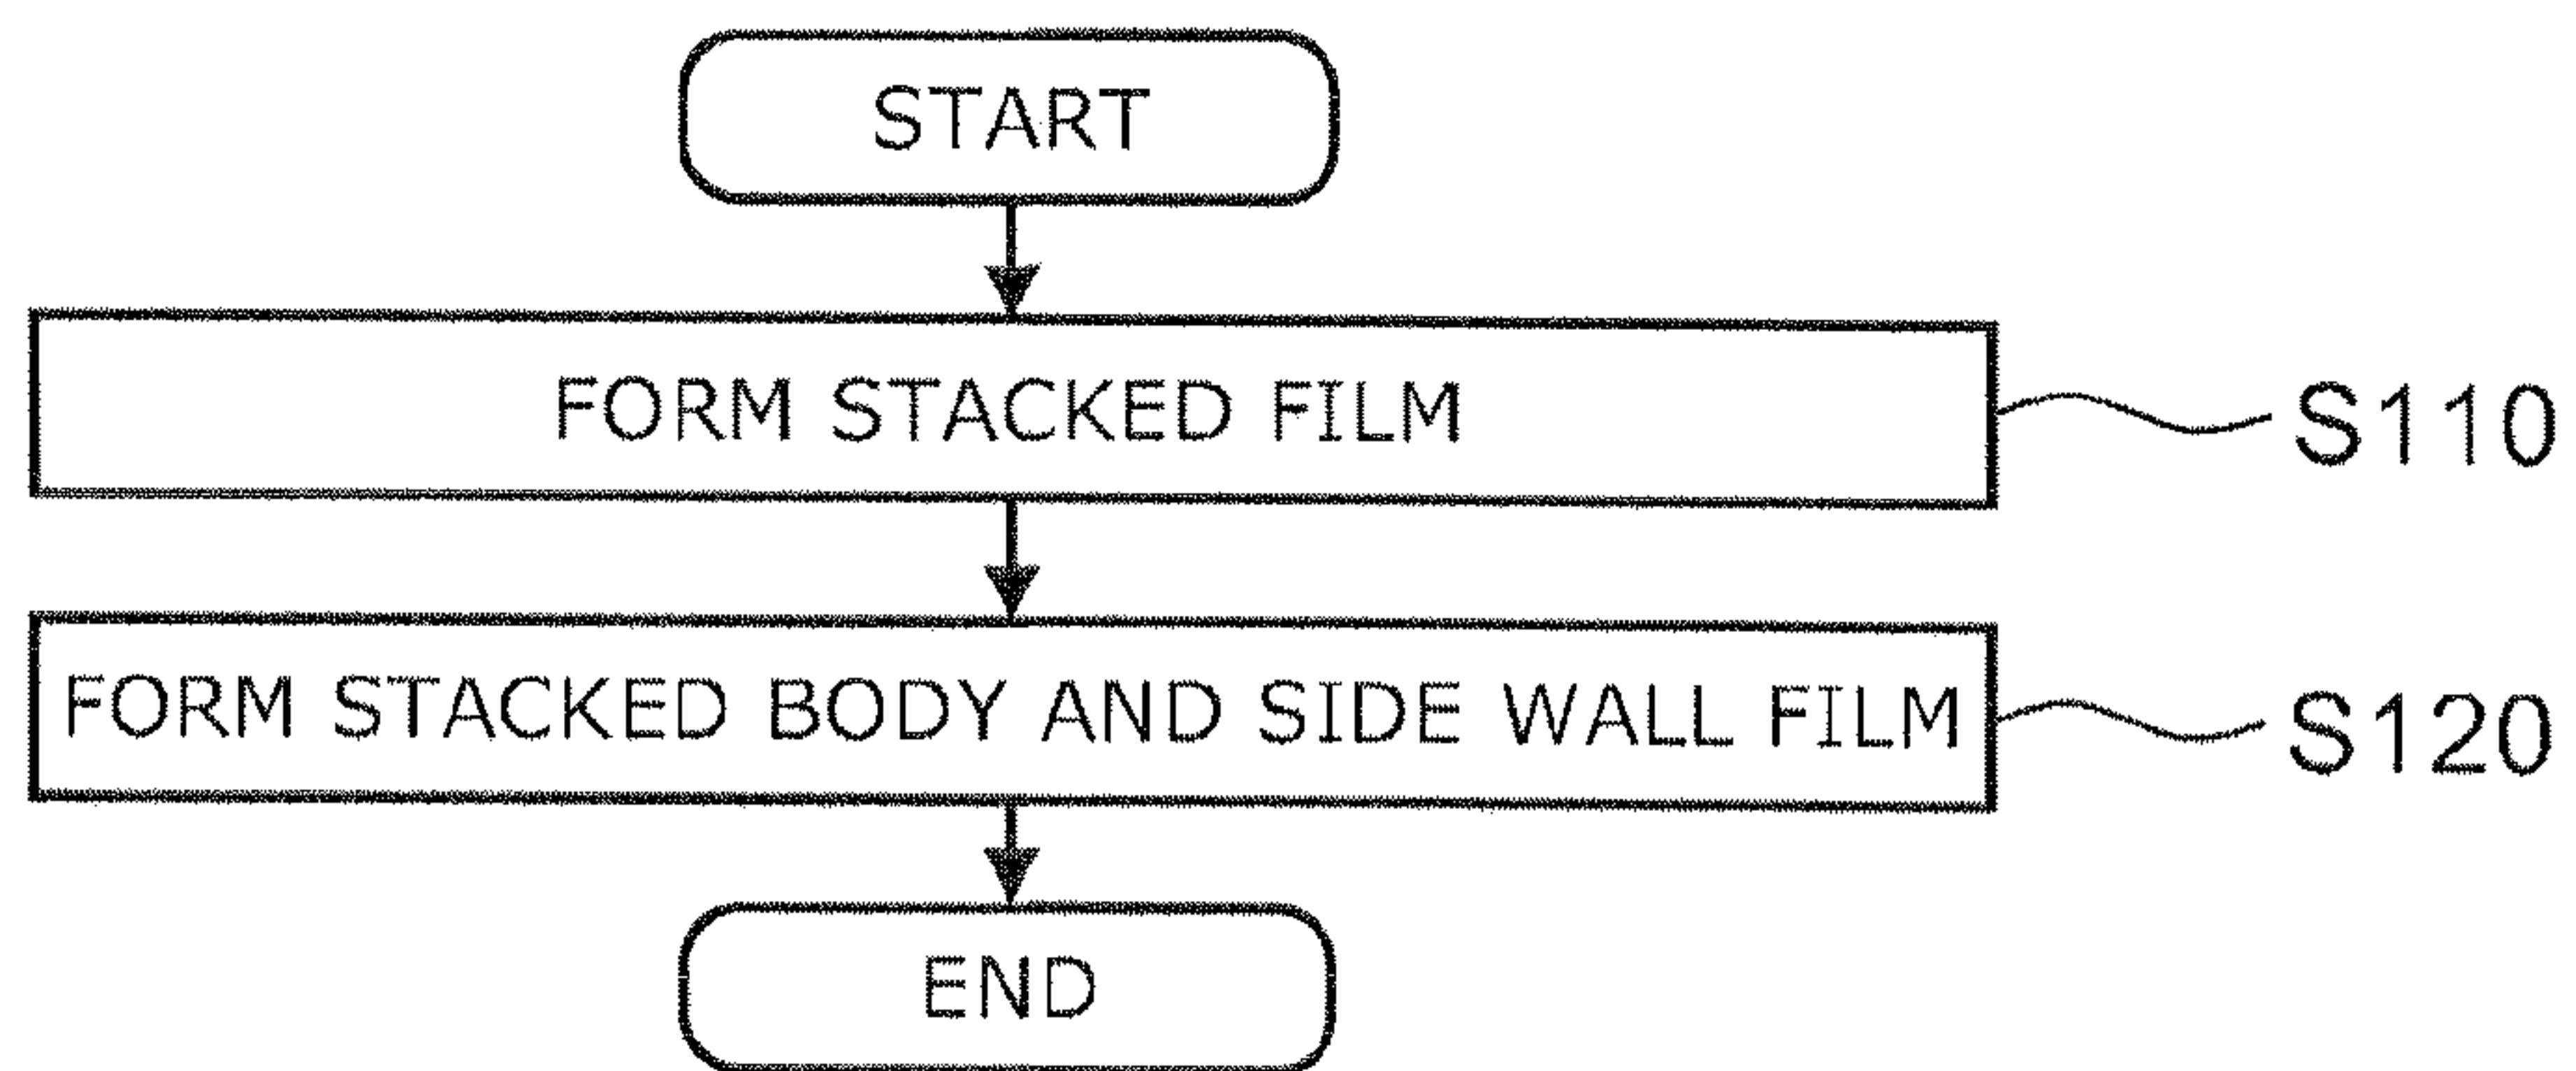 START
FORM STACKED FILM
S110
FORM STACKED BODY AND SIDE WALL FILM
S120
END